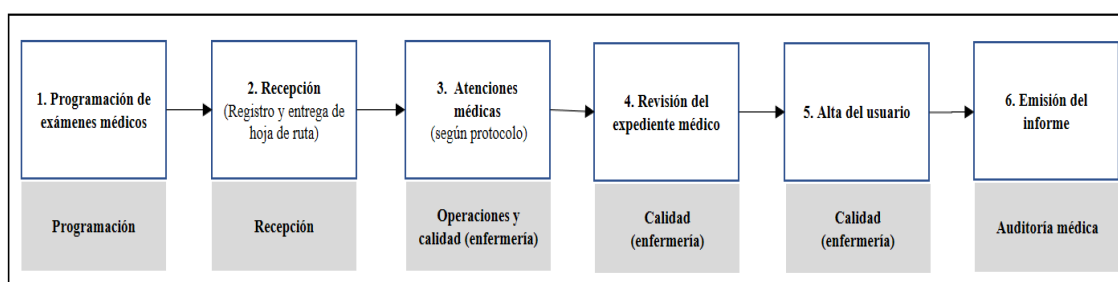 1. Programación de
exámenes médicos
2. Recepción
(Registro y entrega de
hoja de ruta)
3. Atenciones
médicas
(según protocolo)
4. Revisión del
expediente médico
5. Alta del usuario
6. Emisión del
informe
Programación
Recepción
Operaciones y
calidad (enfermería)
Calidad
(enfermería)
Calidad
(enfermería)
Auditoría médica